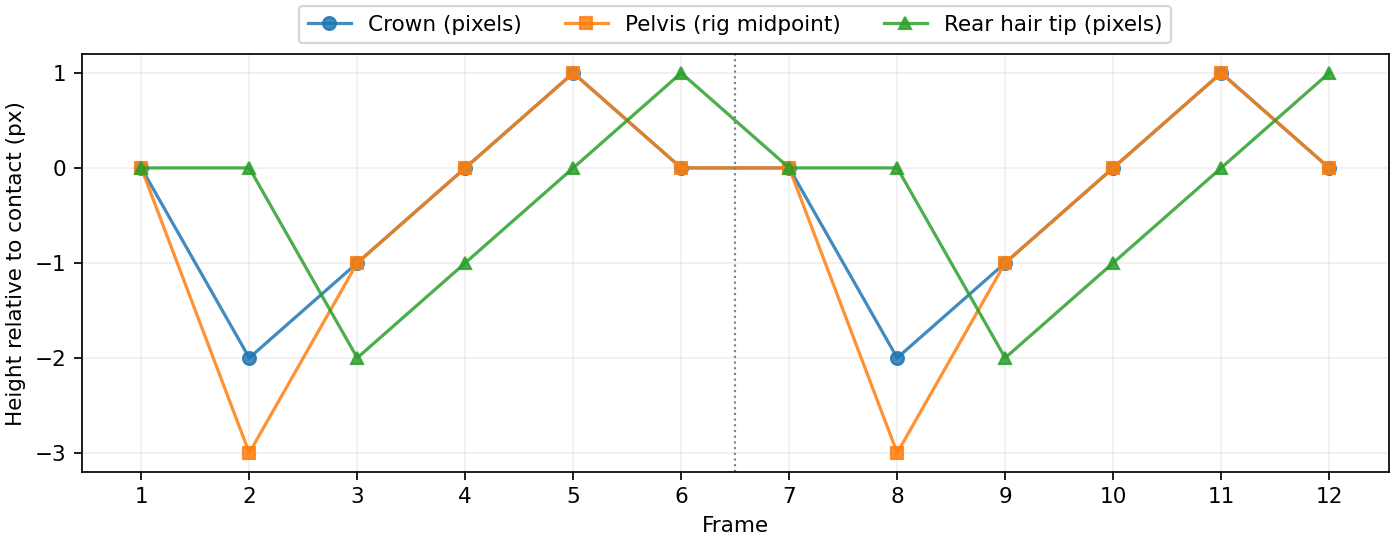 Crown (pixels) Pelvis (rig midpoint) Rear hair tip (pixels)
Height relative to contact (px)
1
0
−1
−2
−3
1 2 3 4 5 6 7 8 9 10 11 12
Frame